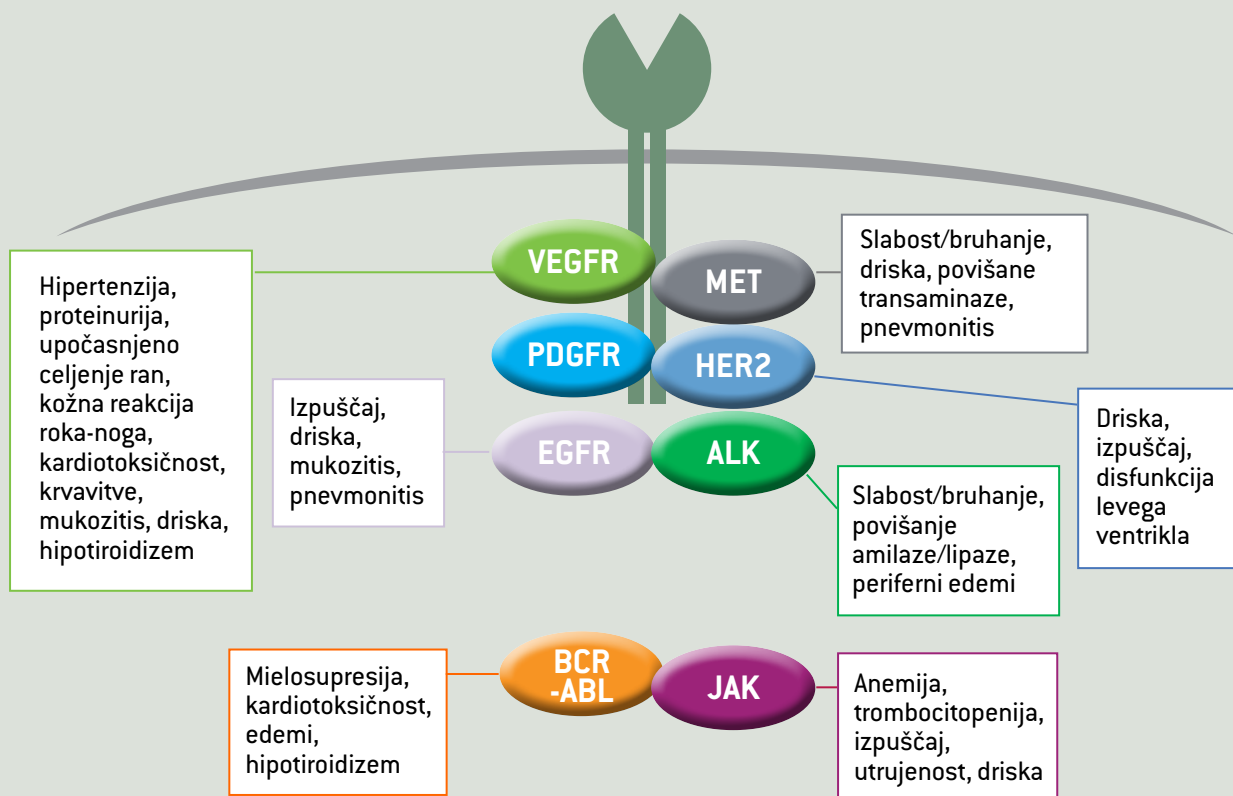 VEGFR
MET
PDGFR
HER2
EGFR
ALK
BCR
-ABL
JAK
Hipertenzija,
proteinurija,
upočasnjeno
celjenje ran,
kožna reakcija
roka-noga,
kardiotoksičnost,
krvavitve,
mukozitis, driska,
hipotiroidizem
Izpuščaj,
driska,
mukozitis,
pnevmonitis
Slabost/bruhanje,
driska, povišane
transaminaze,
pnevmonitis
Driska,
izpuščaj,
disfunkcija
levega
ventrikla
Slabost/bruhanje,
povišanje
amilaze/lipaze,
periferni edemi
Mielosupresija,
kardiotoksičnost,
edemi,
hipotiroidizem
Anemija,
trombocitopenija,
izpuščaj,
utrujenost, driska